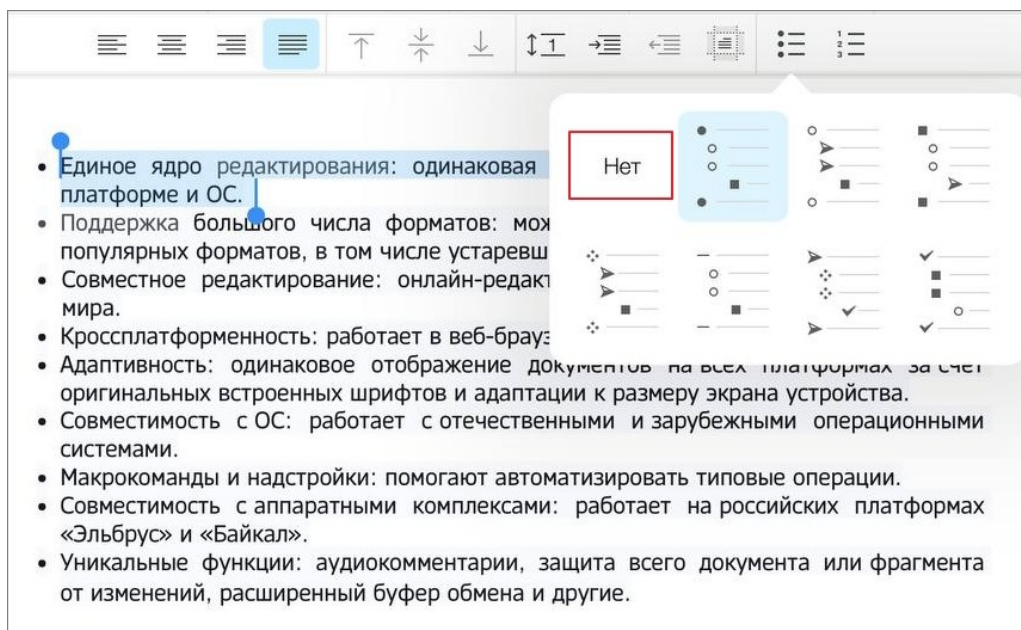 1
1
2
3
Нет
Единое ядро редактирования: одинаковая
платформе и ОС.
Поддержка большого числа форматов: мож
популярных форматов, в том числе устаревш
Совместное редактирование: онлайн-редакт
мира.
Кроссплатформенность: работает в веб-брауз
Адаптивность: одинаковое отображение документов на всех платформах за счет
оригинальных встроенных шрифтов и адаптации к размеру экрана устройства.
Совместимость с ОС: работает с отечественными и зарубежными операционными
системами.
Макрокоманды и надстройки: помогают автоматизировать типовые операции.
Совместимость с аппаратными комплексами: работает на российских платформах
«Эльбрус» и «Байкал».
Уникальные функции: аудиокомментарии, защита всего документа или фрагмента
от изменений, расширенный буфер обмена и другие.